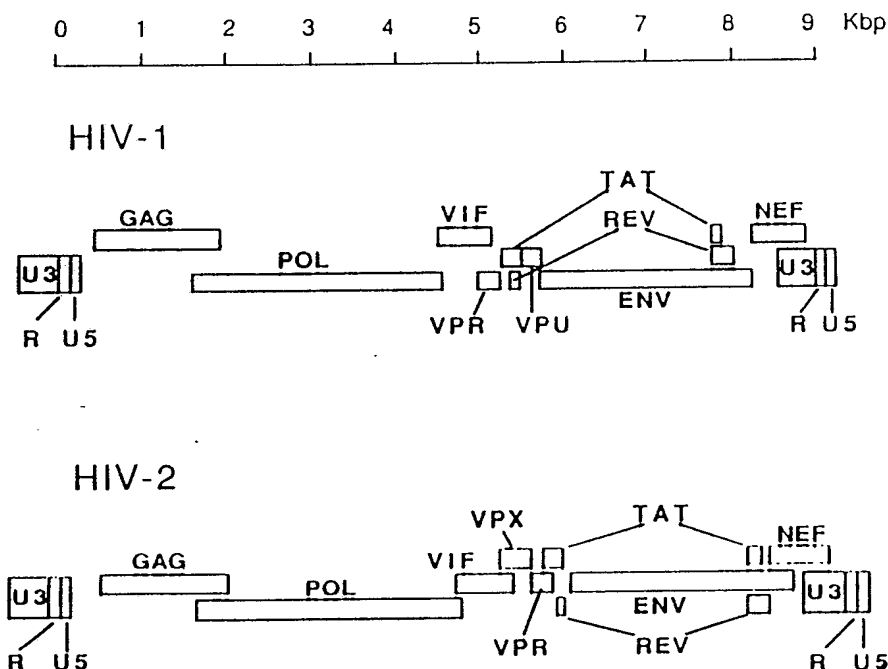 0 1 2 3 4 5 6 7 8 9 Kbp
HIV-1
TAT
GAG VIF REV NEF
U3 POL U3
ENV
VPR VPU
R U5 R U5
HIV-2
VPX TAT NEF
GAG VIF
U3 POL U3
ENV
VPR REV
R U5 R U5